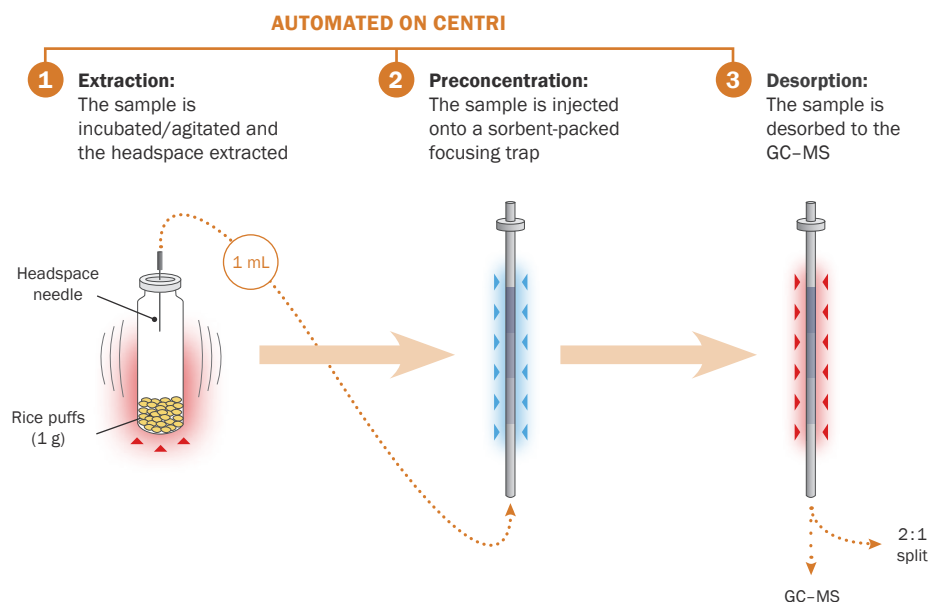 AUTOMATED ON CENTRI
1
Extraction:
The sample is
incubated/agitated and
the headspace extracted
2
Preconcentration:
The sample is injected
onto a sorbent-packed
focusing trap
3
Desorption:
The sample is
desorbed to the
GC–MS
1 mL
Headspace
needle
Rice puffs
(1 g)
2:1
split
GC–MS